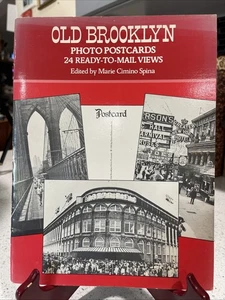 OLD BROOKLYN
PHOTO POSTCARDS
24 READY-TO-MAIL VIEWS
Edited by Marie Cimino Spina
Postcard